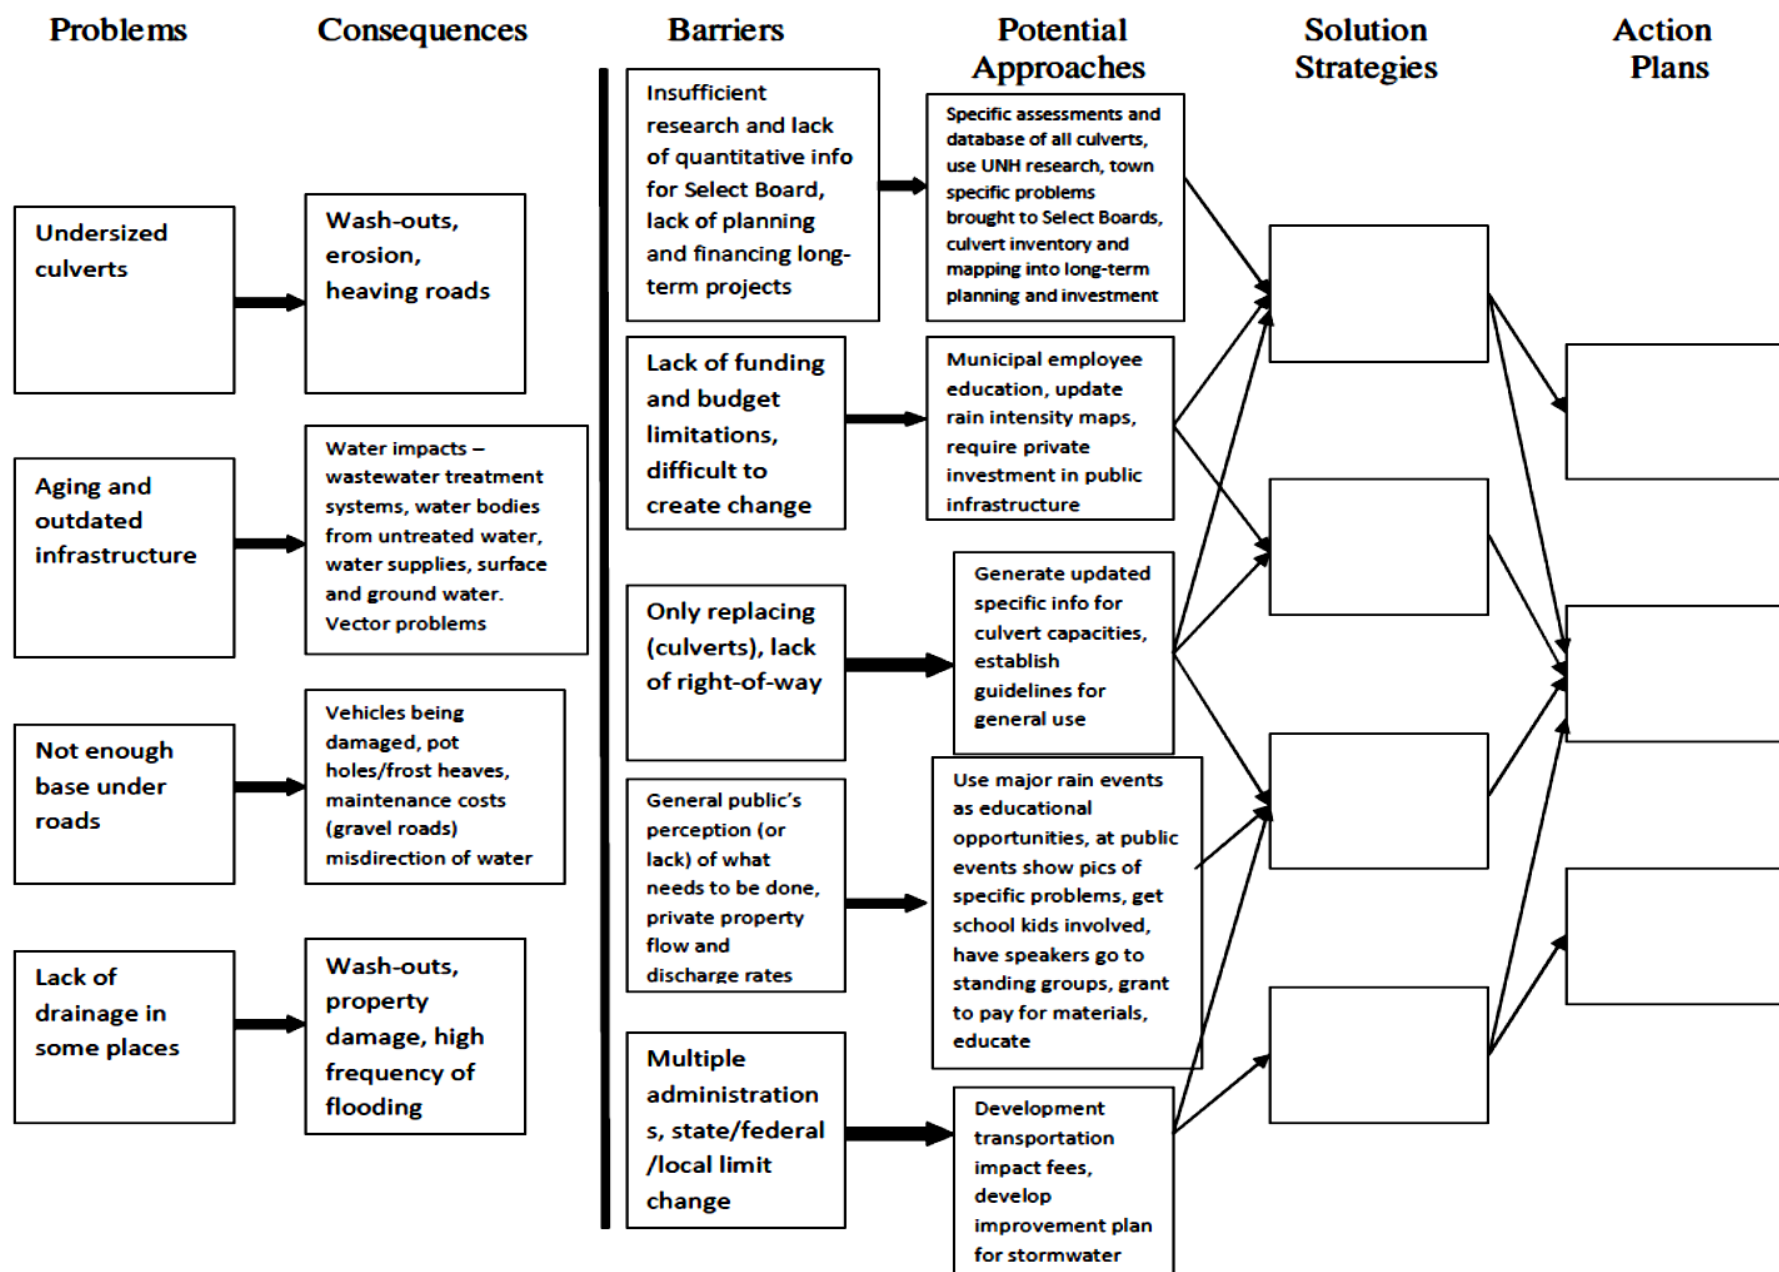 Problems
Consequences
Barriers
Potential
Approaches
Solution
Strategies
Action
Plans
Undersized
culverts
Wash-outs,
erosion,
heaving roads
Aging and
outdated
infrastructure
Water impacts –
wastewater treatment
systems, water bodies
from untreated water,
water supplies, surface
and ground water.
Vector problems
Not enough
base under
roads
Vehicles being
damaged, pot
holes/frost heaves,
maintenance costs
(gravel roads)
misdirection of water
Lack of
drainage in
some places
Wash-outs,
property
damage, high
frequency of
flooding
Insufficient
research and lack
of quantitative info
for Select Board,
lack of planning
and financing long-
term projects
Specific assessments and
database of all culverts,
use UNH research, town
specific problems
brought to Select Boards,
culvert inventory and
mapping into long-term
planning and investment
Lack of funding
and budget
limitations,
difficult to
create change
Municipal employee
education, update
rain intensity maps,
require private
investment in public
infrastructure
Only replacing
(culverts), lack
of right-of-way
Generate updated
specific info for
culvert capacities,
establish
guidelines for
general use
General public's
perception (or
lack) of what
needs to be done,
private property
flow and
discharge rates
Use major rain events
as educational
opportunities, at public
events show pics of
specific problems, get
school kids involved,
have speakers go to
standing groups, grant
to pay for materials,
educate
Multiple
administration
s, state/federal
/local limit
change
Development
transportation
impact fees,
develop
improvement plan
for stormwater